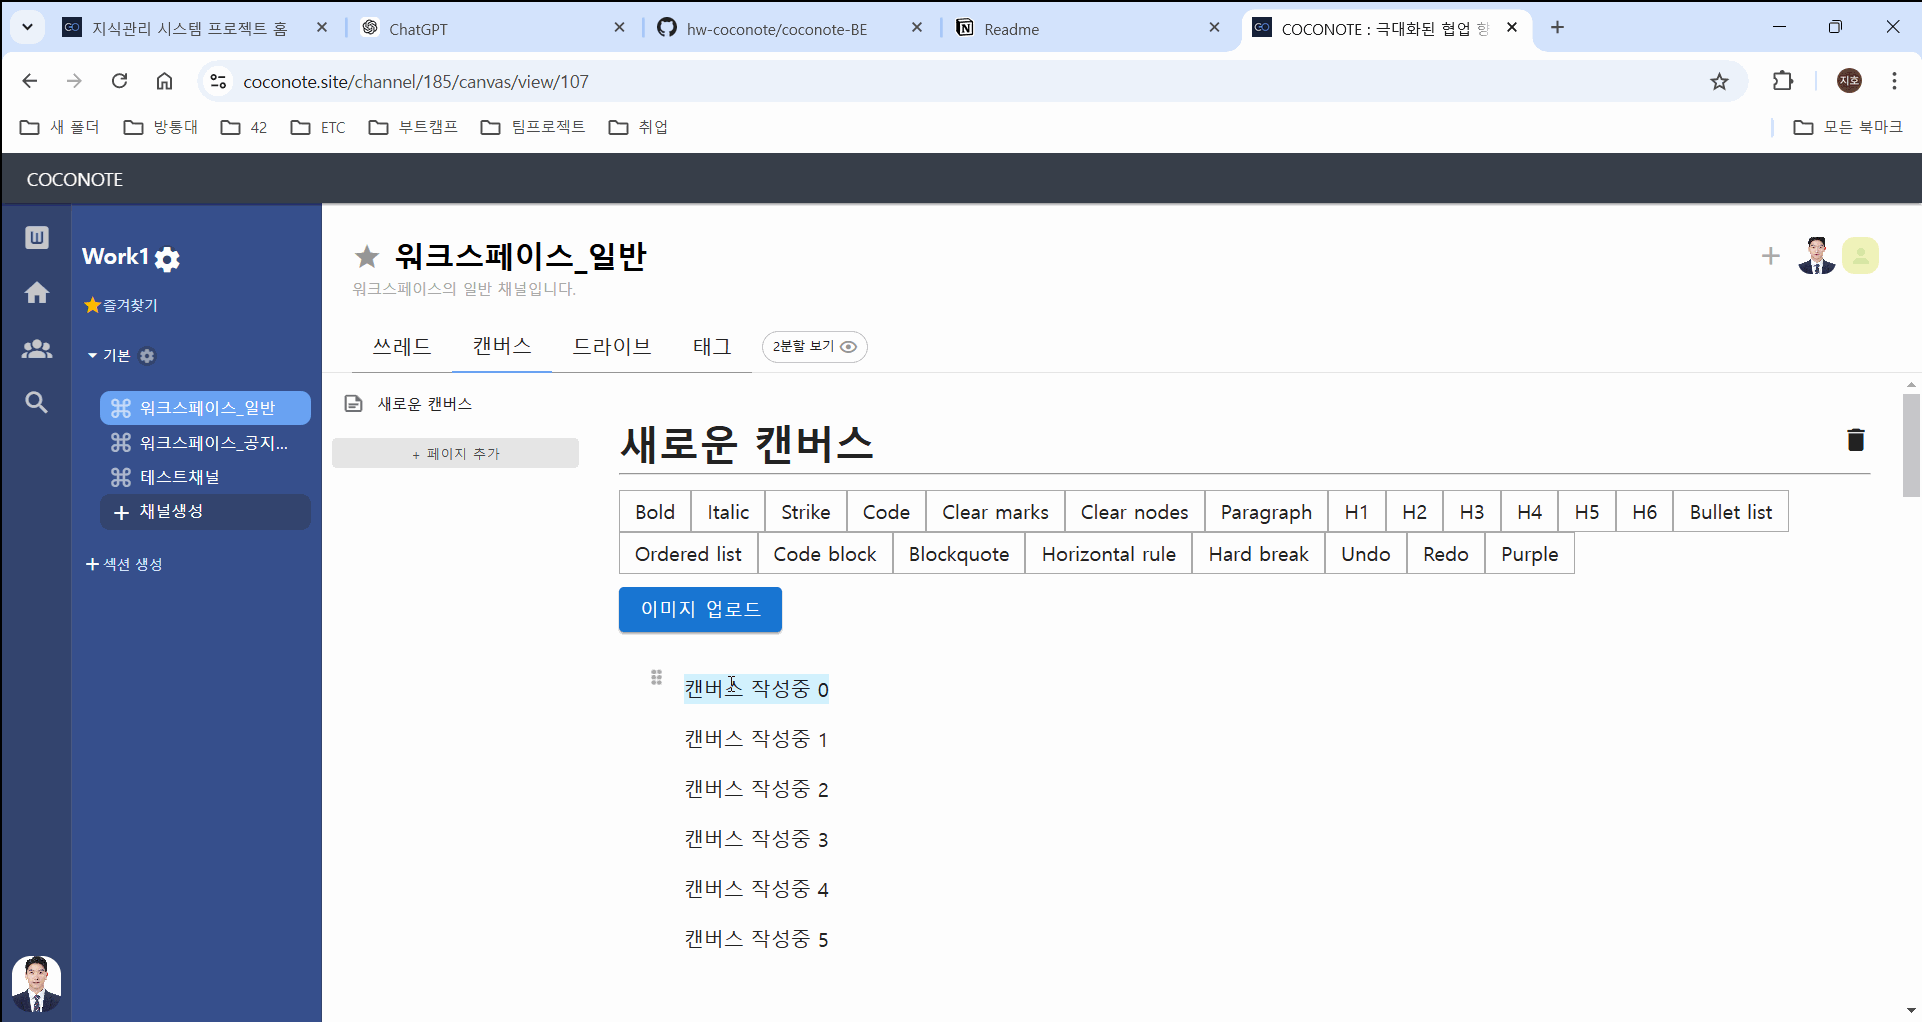 지식관리 시스템 프로젝트 홈
ChatGPT
hw-coconote/coconote-BE
Readme
COCONOTE : 극대화된 협업 향
coconote.site/channel/185/canvas/view/107
지호
새 폴더
방통대
42
ETC
부트캠프
팀프로젝트
취업
모든 북마크
COCONOTE
Work1
즐겨찾기
기본
워크스페이스_일반
워크스페이스_공지...
테스트채널
+ 채널생성
+ 섹션 생성
워크스페이스_일반
워크스페이스의 일반 채널입니다.
쓰레드
캔버스
드라이브
태그
2분할 보기
새로운 캔버스
+ 페이지 추가
새로운 캔버스
Bold Italic Strike Code Clear marks Clear nodes Paragraph H1 H2 H3 H4 H5 H6 Bullet list
Ordered list Code block Blockquote Horizontal rule Hard break Undo Redo Purple
이미지 업로드
캔버스 작성중 0
캔버스 작성중 1
캔버스 작성중 2
캔버스 작성중 3
캔버스 작성중 4
캔버스 작성중 5